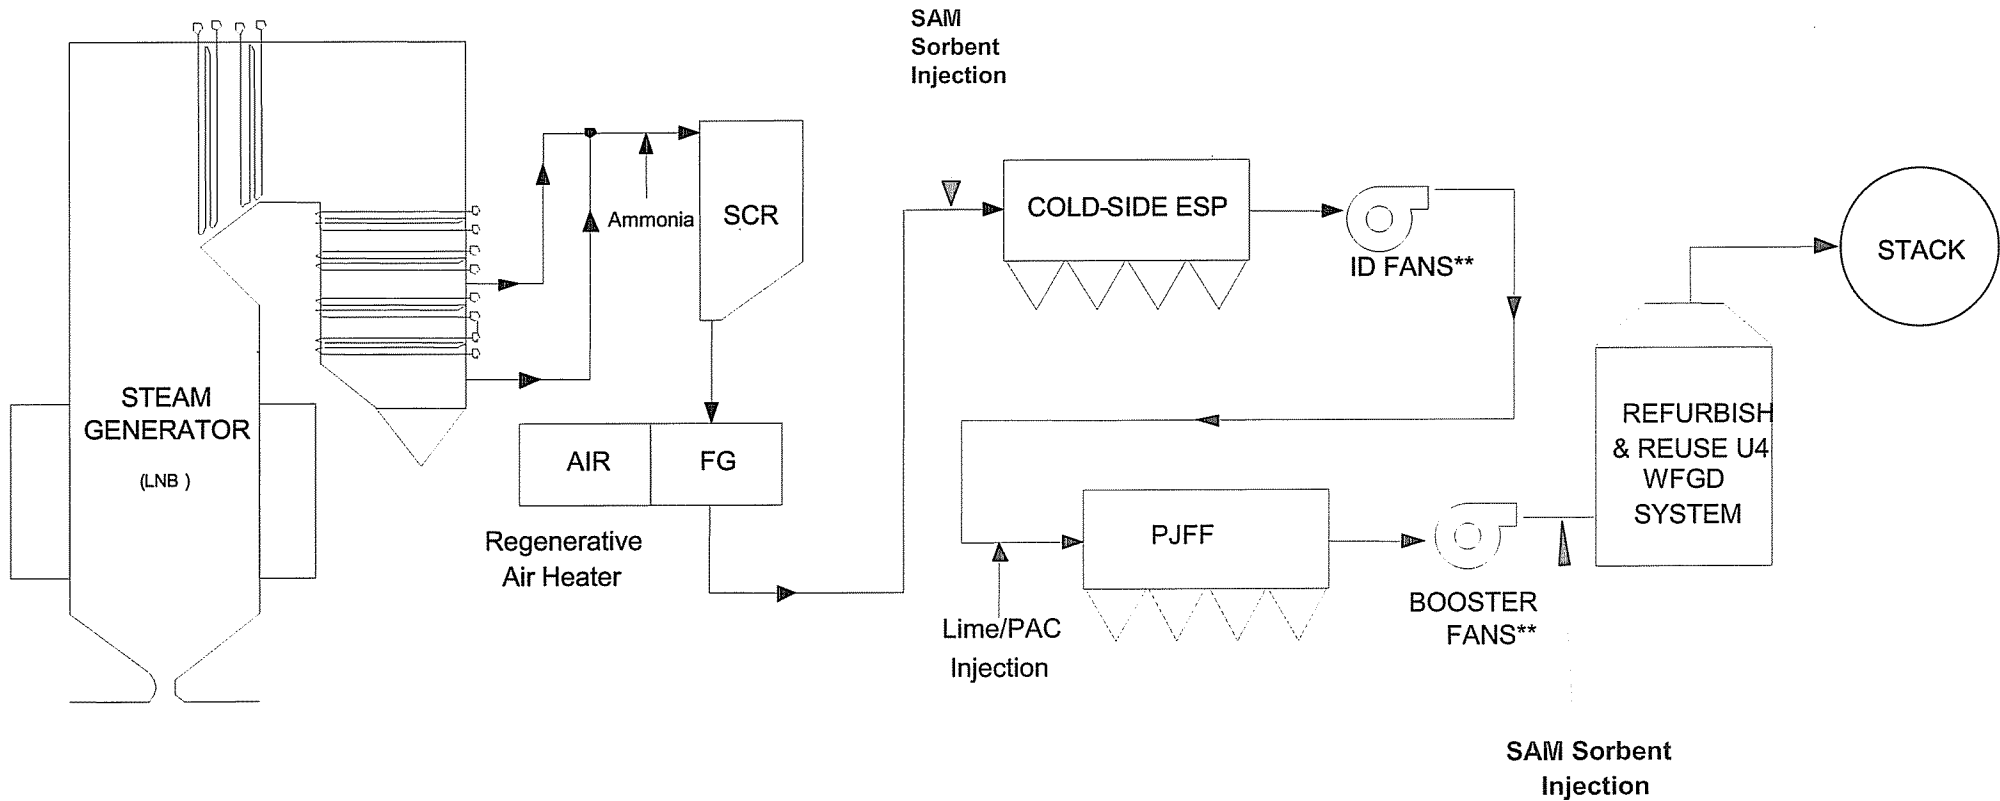 SAM
Sorbent
Injection
Ammonia
SCR
COLD-SIDE ESP
ID FANS**
STACK
STEAM
GENERATOR
(LNB )
AIR
FG
Regenerative
Air Heater
REFURBISH
& REUSE U4
WFGD
SYSTEM
PJFF
Lime/PAC
Injection
BOOSTER
FANS**
SAM Sorbent
Injection